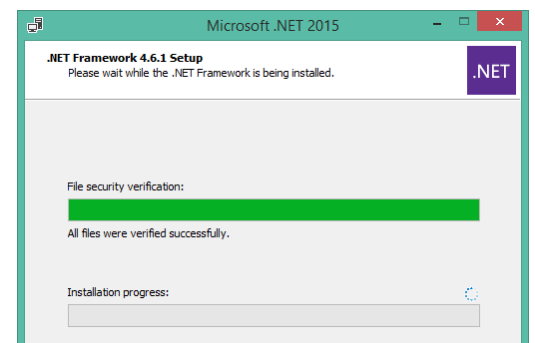 Microsoft .NET 2015
.NET Framework 4.6.1 Setup
Please wait while the .NET Framework is being installed.
.NET
File security verification:
All files were verified successfully.
Installation progress: